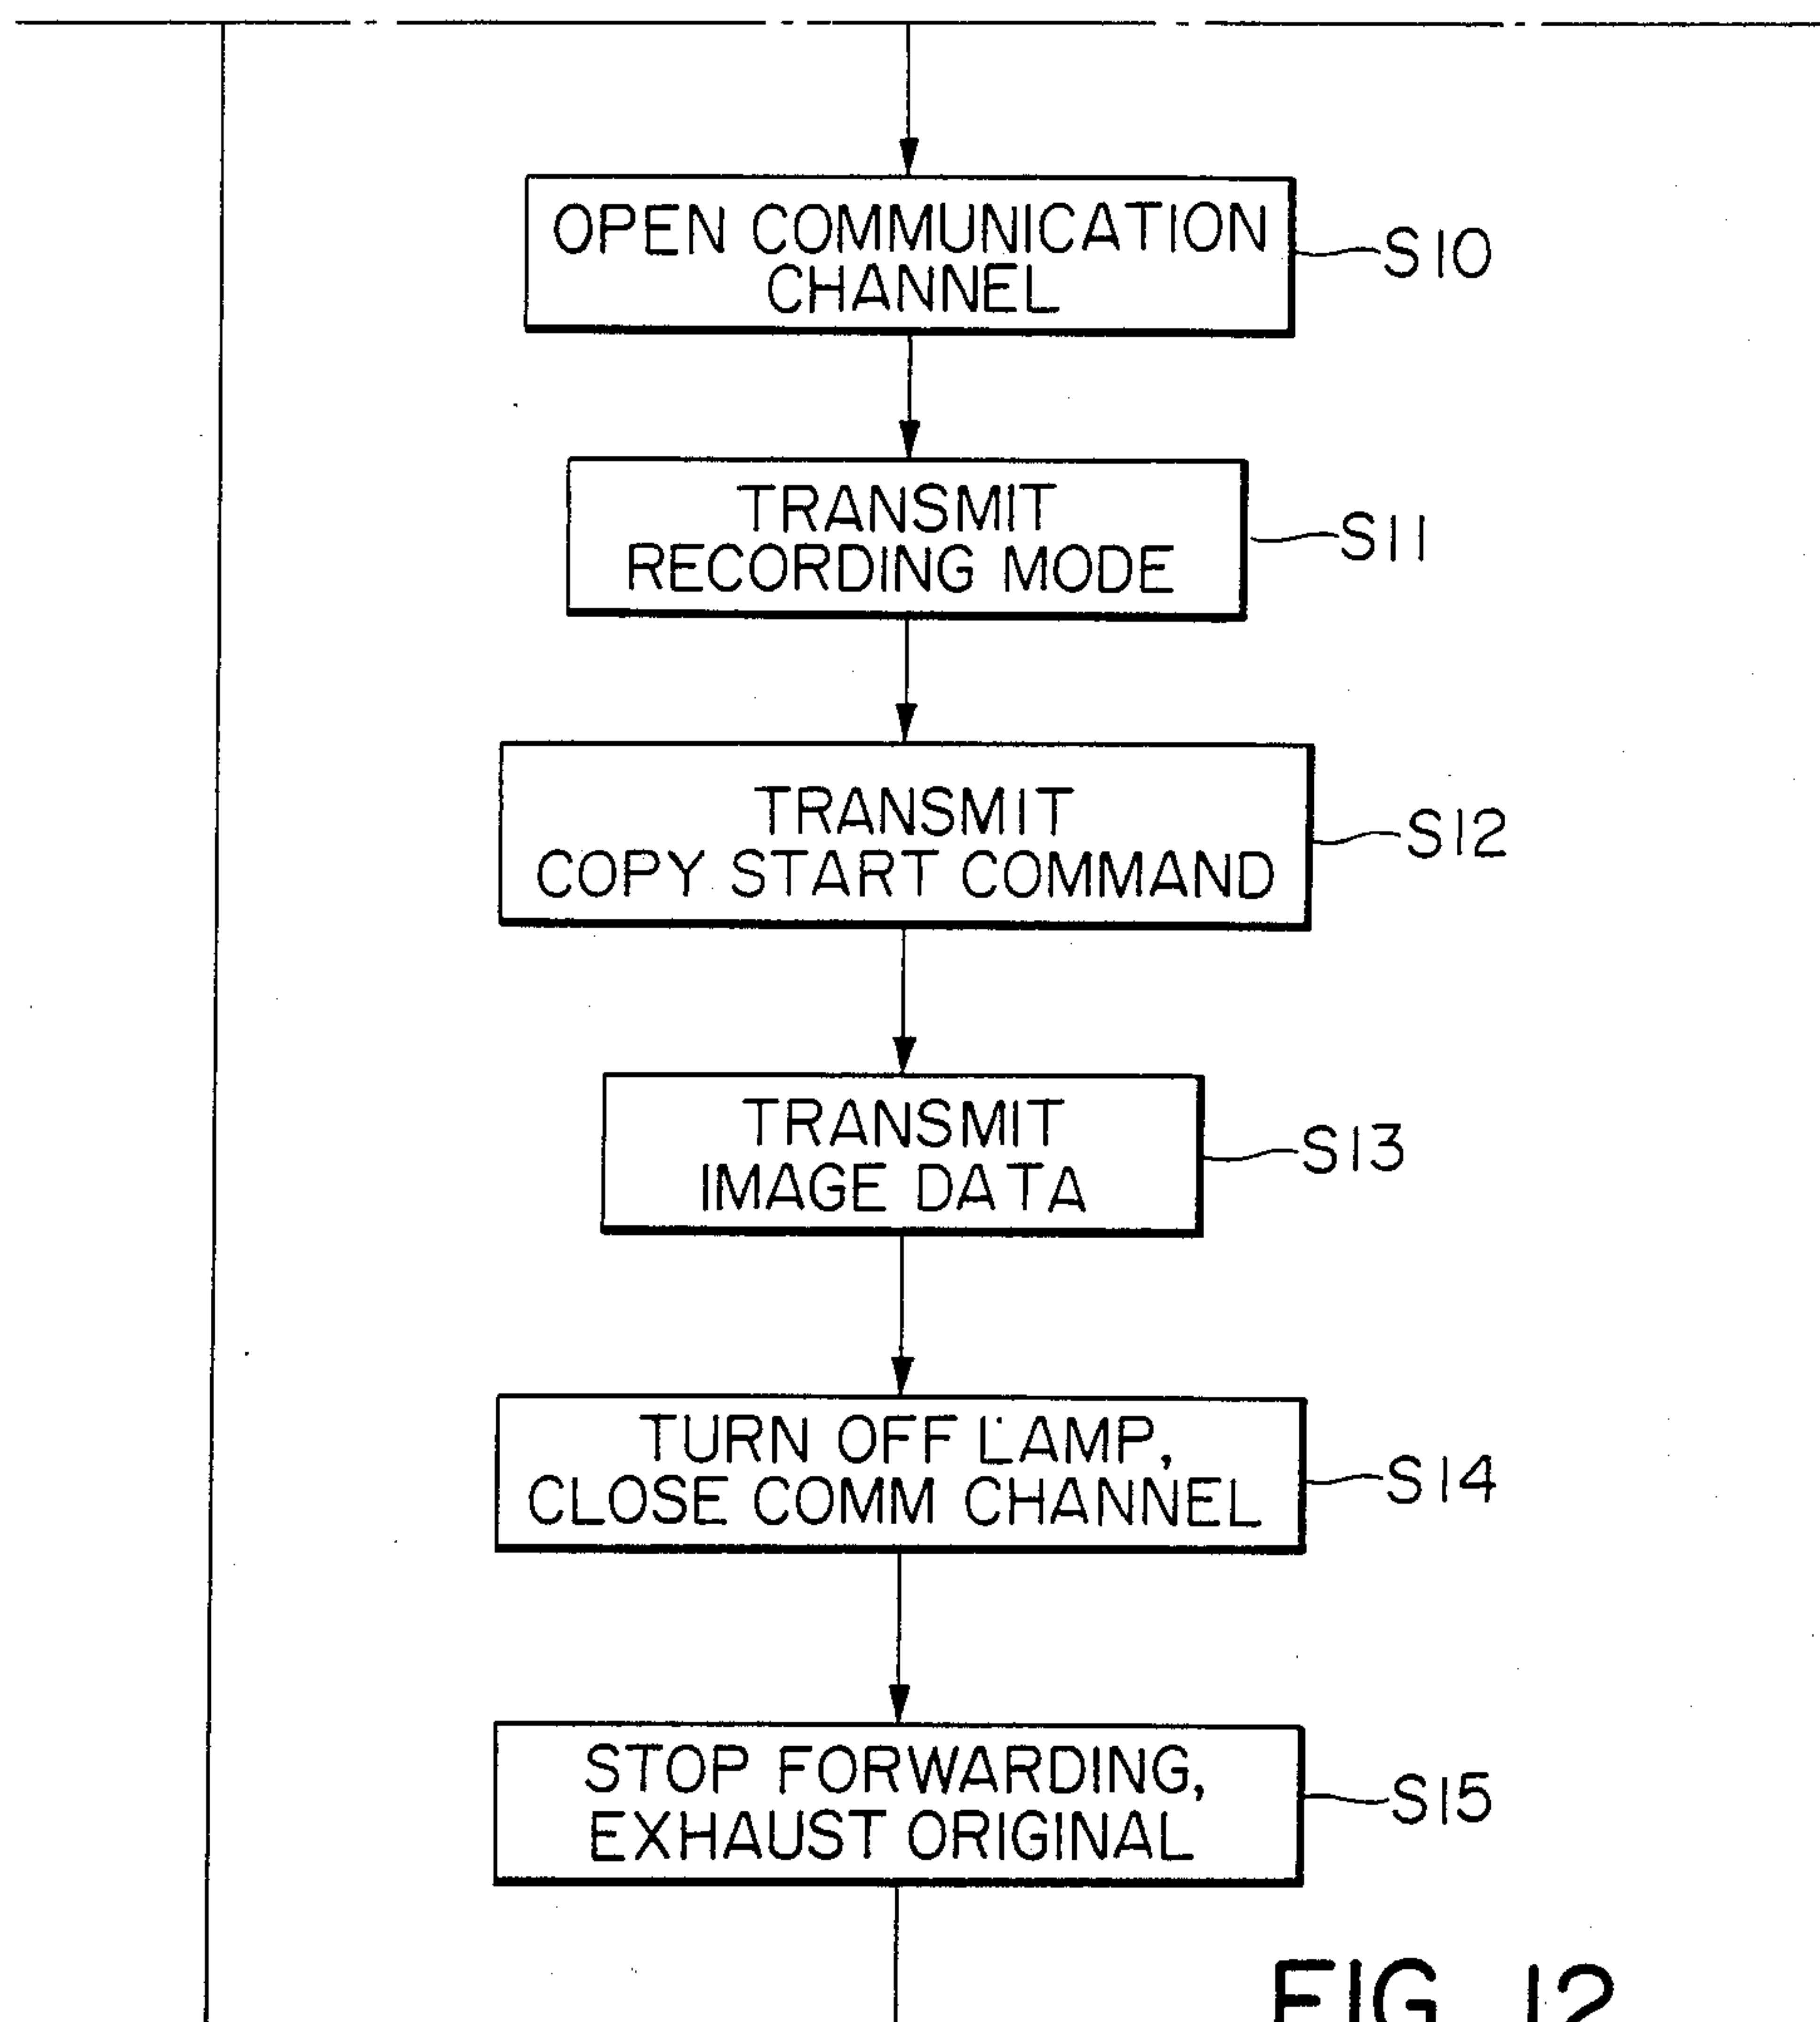 OPEN COMMUNICATION
CHANNEL
S10
TRANSMIT
RECORDING MODE
S11
TRANSMIT
COPY START COMMAND
S12
TRANSMIT
IMAGE DATA
S13
TURN OFF LAMP,
CLOSE COMM CHANNEL
S14
STOP FORWARDING,
EXHAUST ORIGINAL
S15
FIG. 12